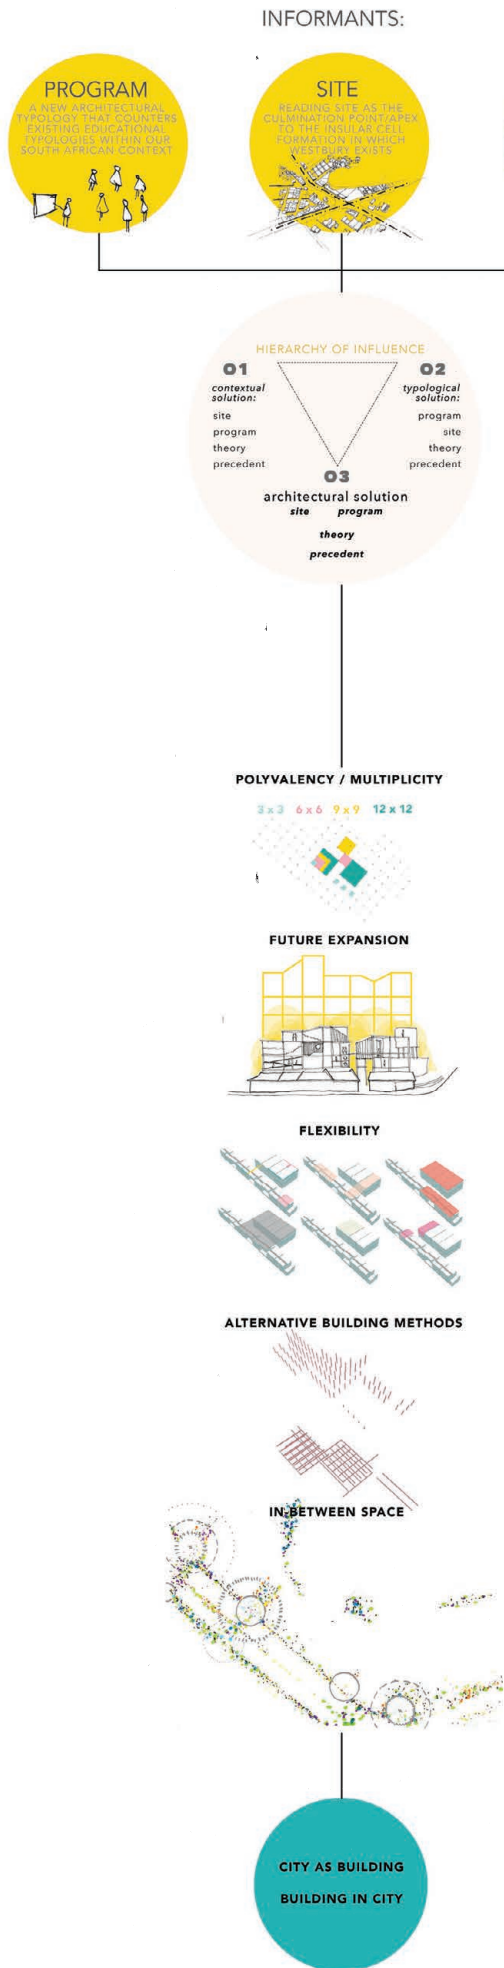 INFORMANTS:
PROGRAM
A NEW ARCHITECTURAL
TYPOLOGY THAT COUNTERS
EXISTING EDUCATIONAL
TYPOLOGIES WITHIN OUR
SOUTH AFRICAN CONTEXT
SITE
READING SITE AS THE
CULMINATION POINT/APEX
TO THE INSULAR CELL
FORMATION IN WHICH
WESTBURY EXISTS
HIERARCHY OF INFLUENCE
01
contextual
solution:
site
program
theory
precedent
02
typological
solution:
program
site
theory
precedent
03
architectural solution
site program
theory
precedent
POLYVALENCY / MULTIPLICITY
3 x 3 6 x 6 9 x 9 12 x 12
FUTURE EXPANSION
FLEXIBILITY
ALTERNATIVE BUILDING METHODS
IN-BETWEEN SPACE
CITY AS BUILDING
BUILDING IN CITY